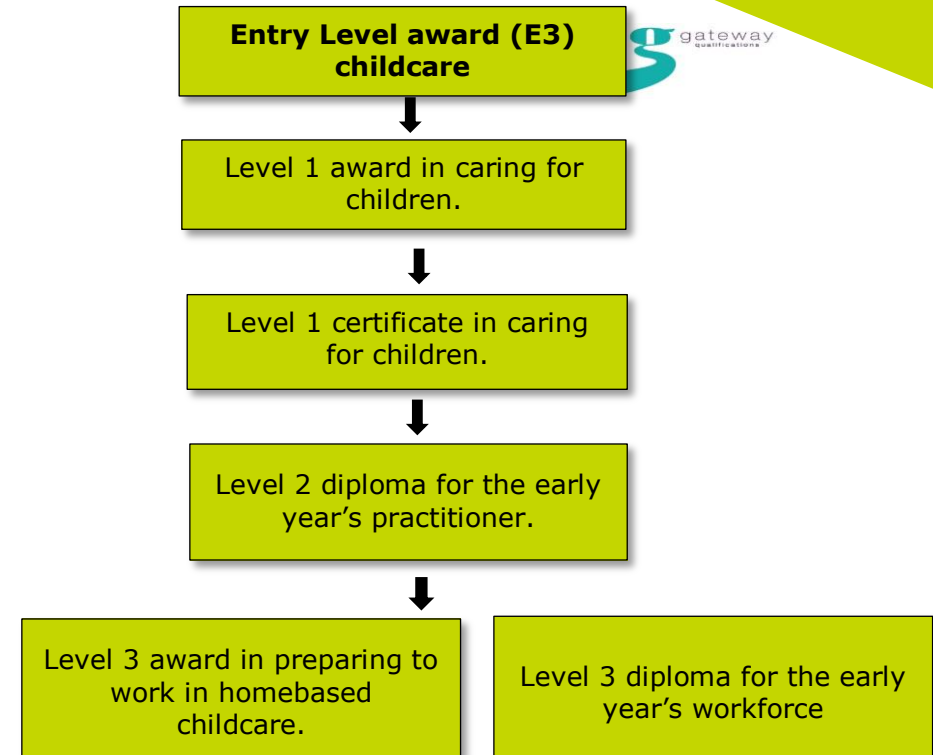 Entry Level award (E3)
childcare
gateway
qualifications
Level 1 award in caring for
children.
Level 1 certificate in caring
for children.
Level 2 diploma for the early
year’s practitioner.
Level 3 award in preparing to
work in homebased
childcare.
Level 3 diploma for the early
year’s workforce